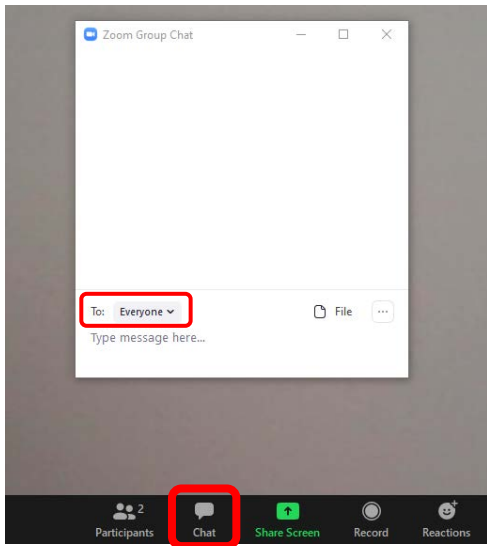 Zoom Group Chat
To: Everyone
File
Type message here...
2
Participants Chat Share Screen Record Reactions